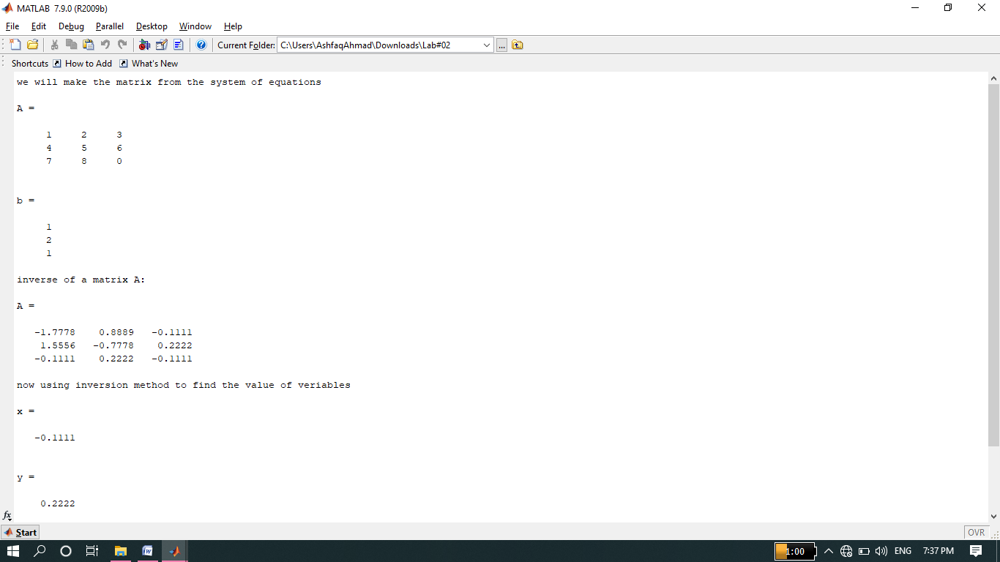 MATLAB 7.9.0 (R2009b)
File Edit Debug Parallel Desktop Window Help
Current Folder: C:\Users\AshfaqAhmad\Downloads\Lab#02 ...
Shortcuts How to Add What's New
we will make the matrix from the system of equations
A =
1 2 3
4 5 6
7 8 0
b =
1
2
1
inverse of a matrix A:
A =
-1.7778 0.8889 -0.1111
1.5556 -0.7778 0.2222
-0.1111 0.2222 -0.1111
now using inversion method to find the value of veriables
x =
-0.1111
y =
0.2222
fx
Start OVR
1:00 ENG 7:37 PM